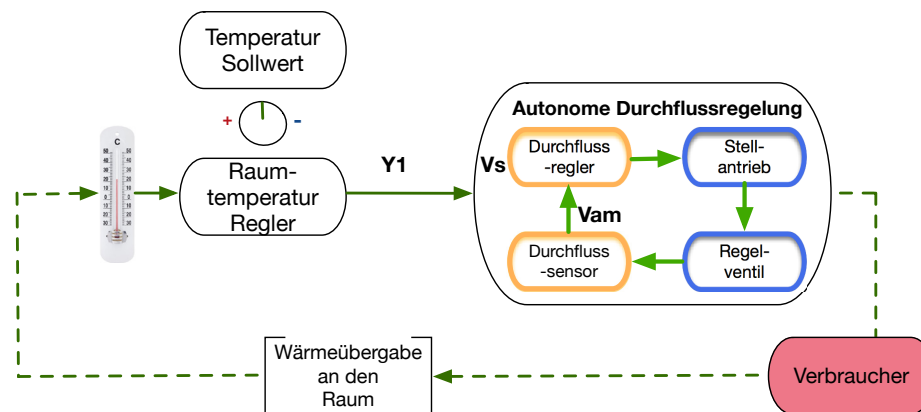 Temperatur
Sollwert
+
-
Raum-
temperatur
Regler
Y1
Autonome Durchflussregelung
Vs
Durchfluss
-regler
Stell-
antrieb
Vam
Durchfluss
-sensor
Regel-
ventil
Wärmeübergabe
an den
Raum
Verbraucher
C